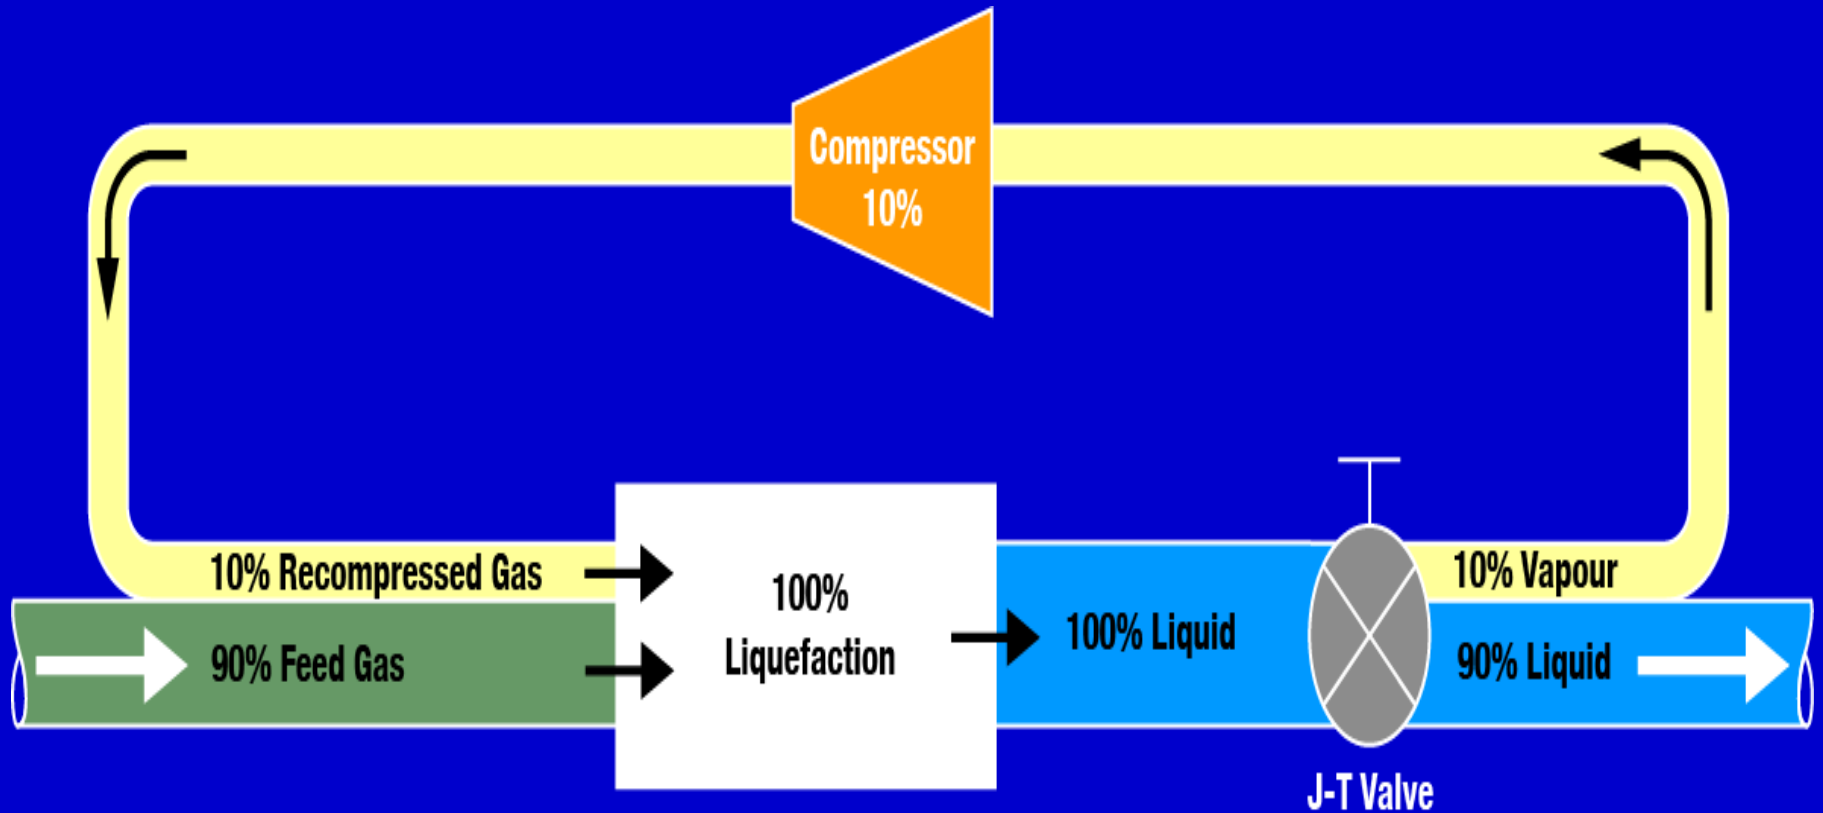 Compressor
10%
10% Recompressed Gas
90% Feed Gas
100%
Liquefaction
100% Liquid
10% Vapour
90% Liquid
J-T Valve